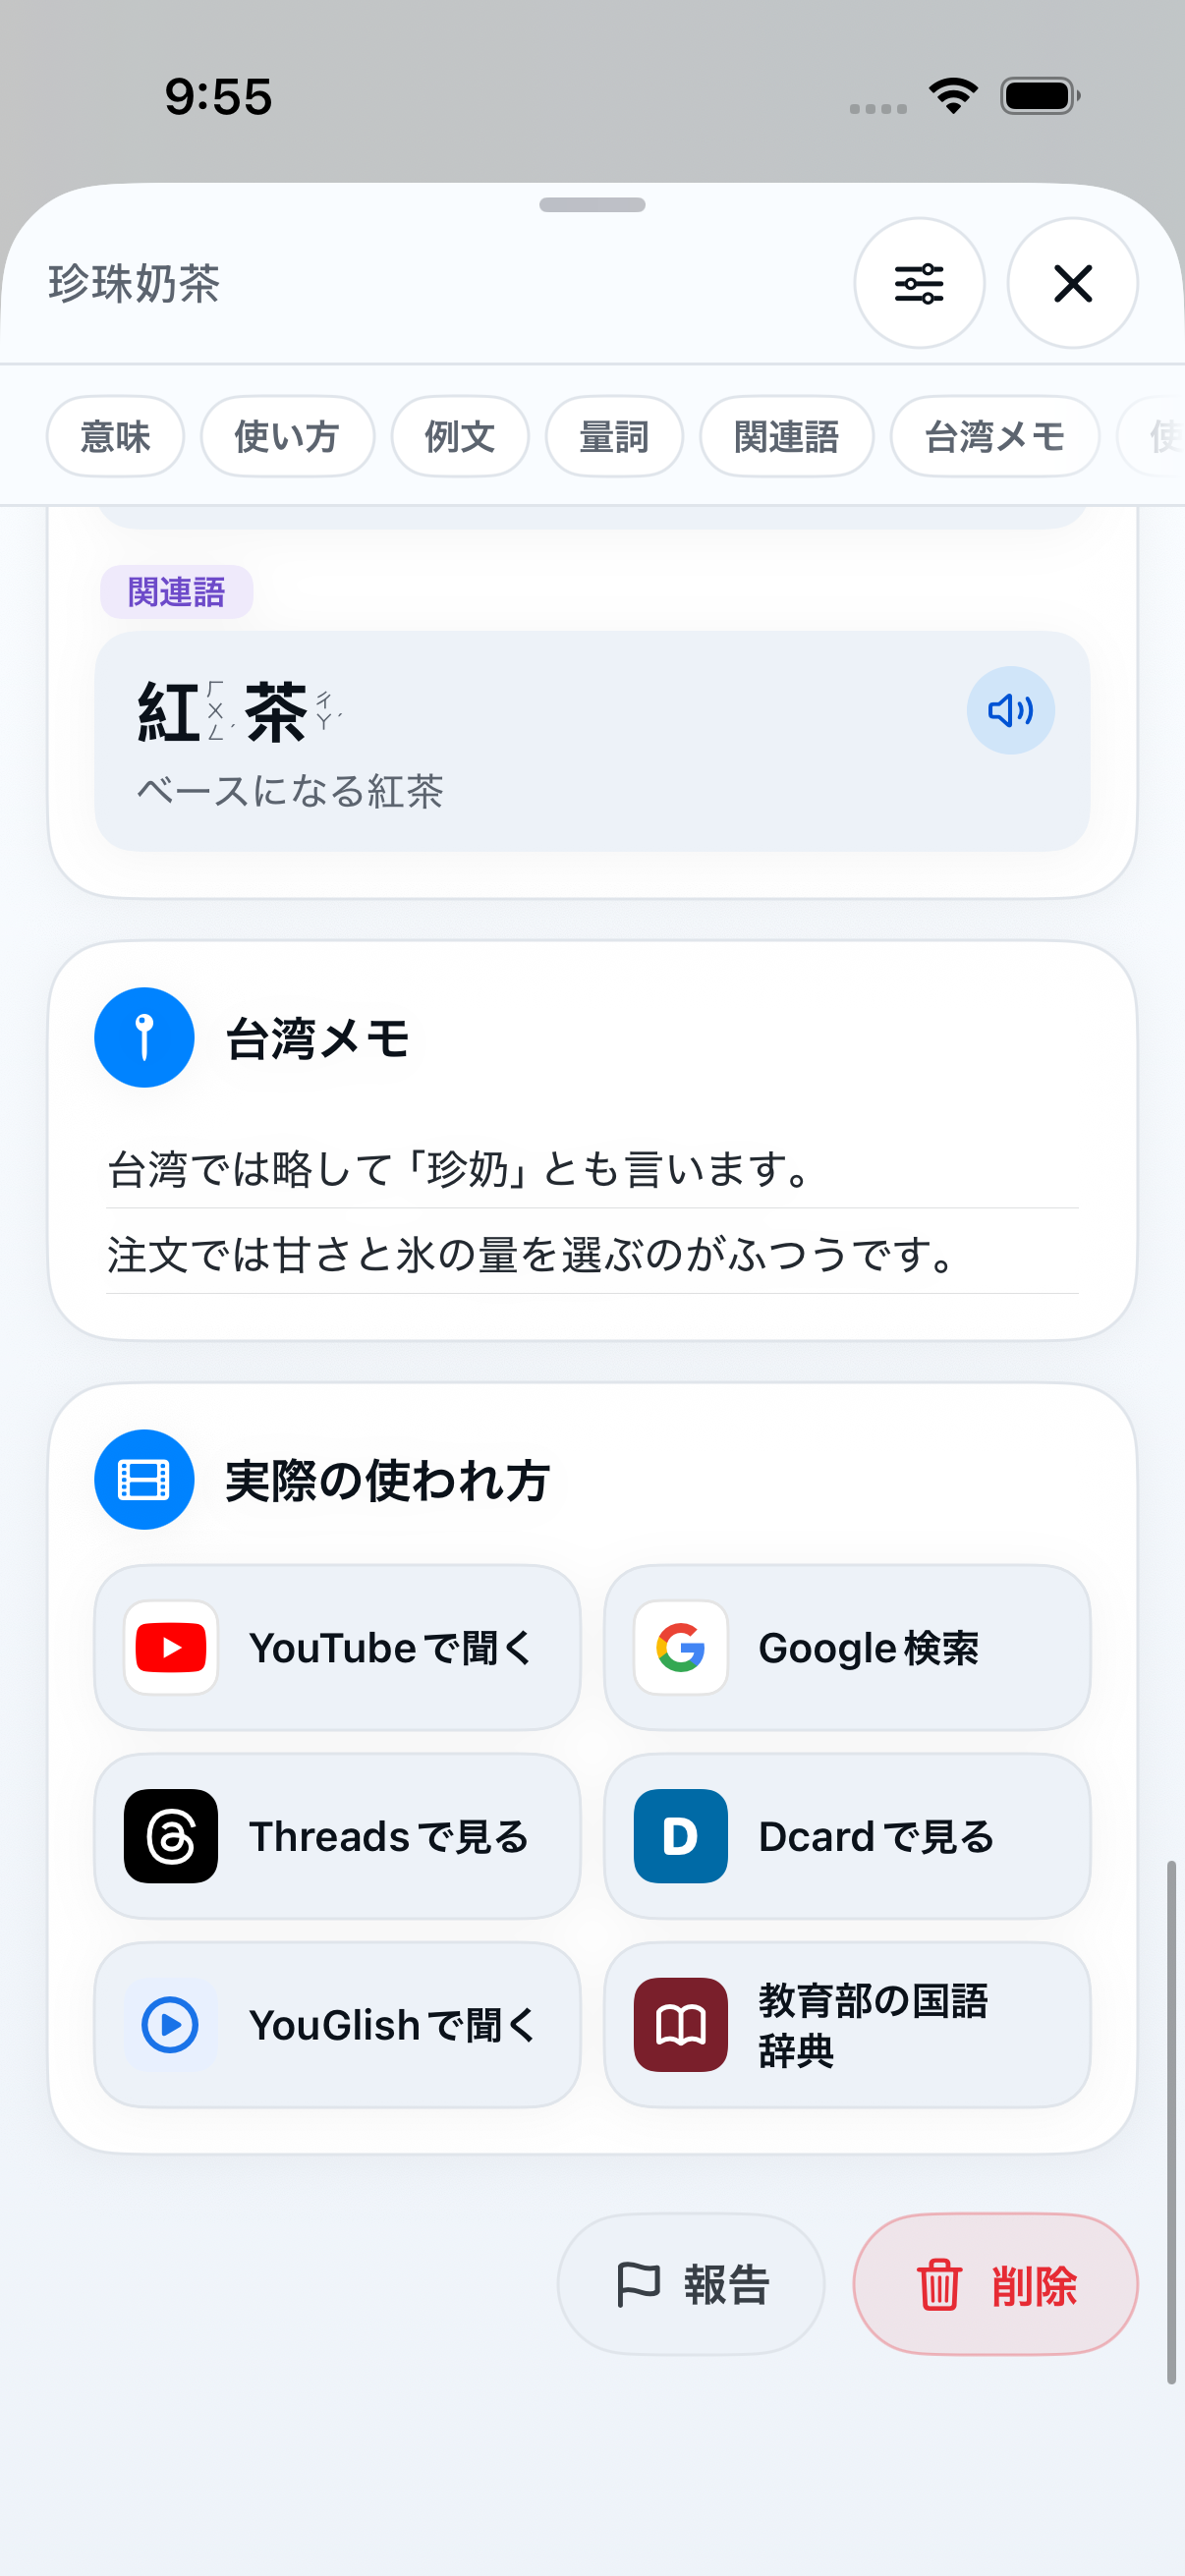 9:55
珍珠奶茶
意味 使い方 例文 量詞 関連語 台湾メモ 使
関連語
紅ㄏㄨㄥˊ茶ㄔㄚˊ
ベースになる紅茶
台湾メモ
台湾では略して「珍奶」とも言います。
注文では甘さと氷の量を選ぶのがふつうです。
実際の使われ方
YouTubeで聞く Google検索
Threadsで見る Dcardで見る
YouGlishで聞く 教育部の国語
辞典
報告 削除